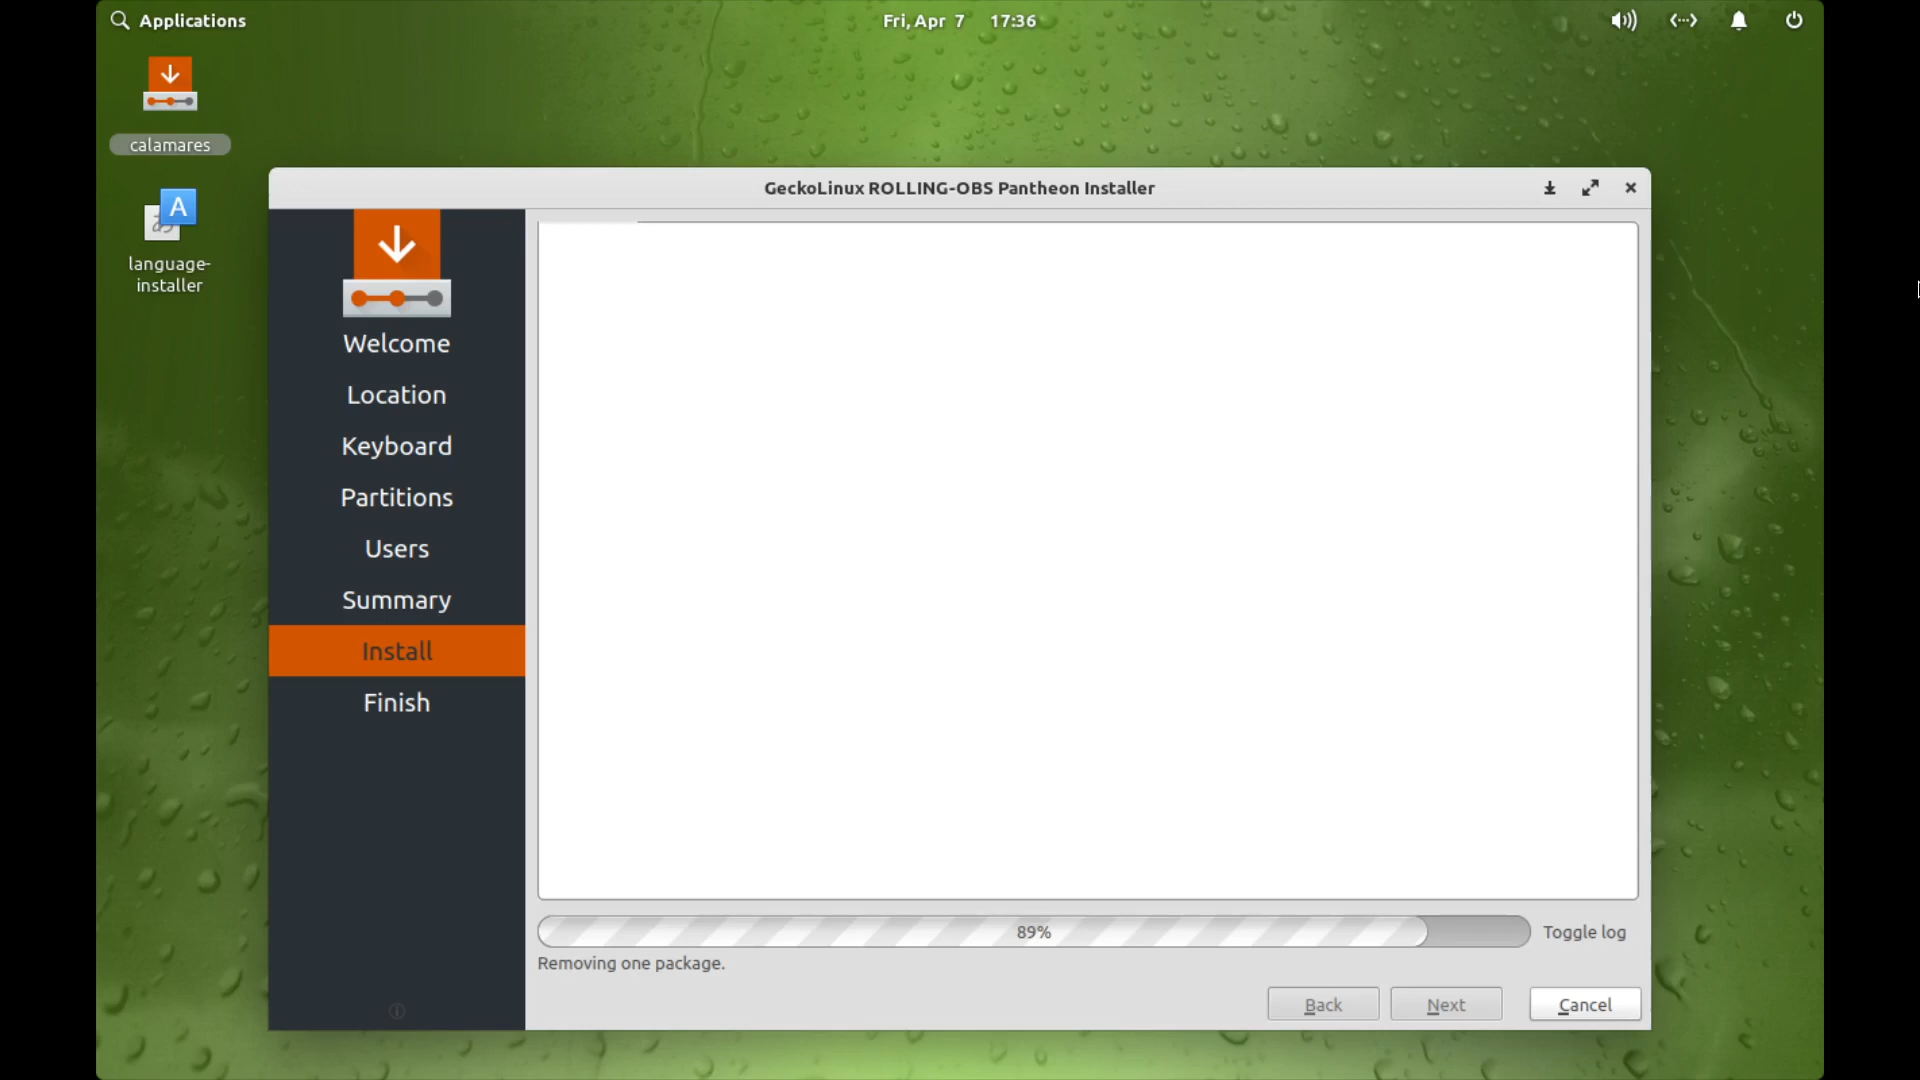 Applications
Fri, Apr 7 17:36
calamares
A
あ
language-
installer
GeckoLinux ROLLING-OBS Pantheon Installer
Welcome
Location
Keyboard
Partitions
Users
Summary
Install
Finish
89%
Toggle log
Removing one package.
Back
Next
Cancel